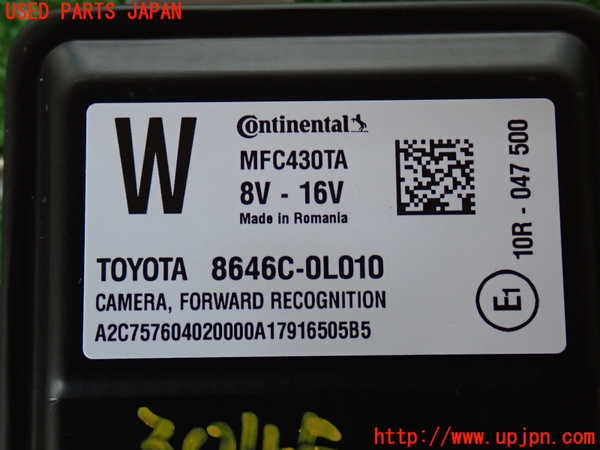 USED PARTS JAPAN
W
Continental
MFC430TA
8V - 16V
Made in Romania
10R - 047 500
E1
TOYOTA 8646C-0L010
CAMERA, FORWARD RECOGNITION
A2C757604020000A17916505B5
UPJ
http://www.upjpn.com/